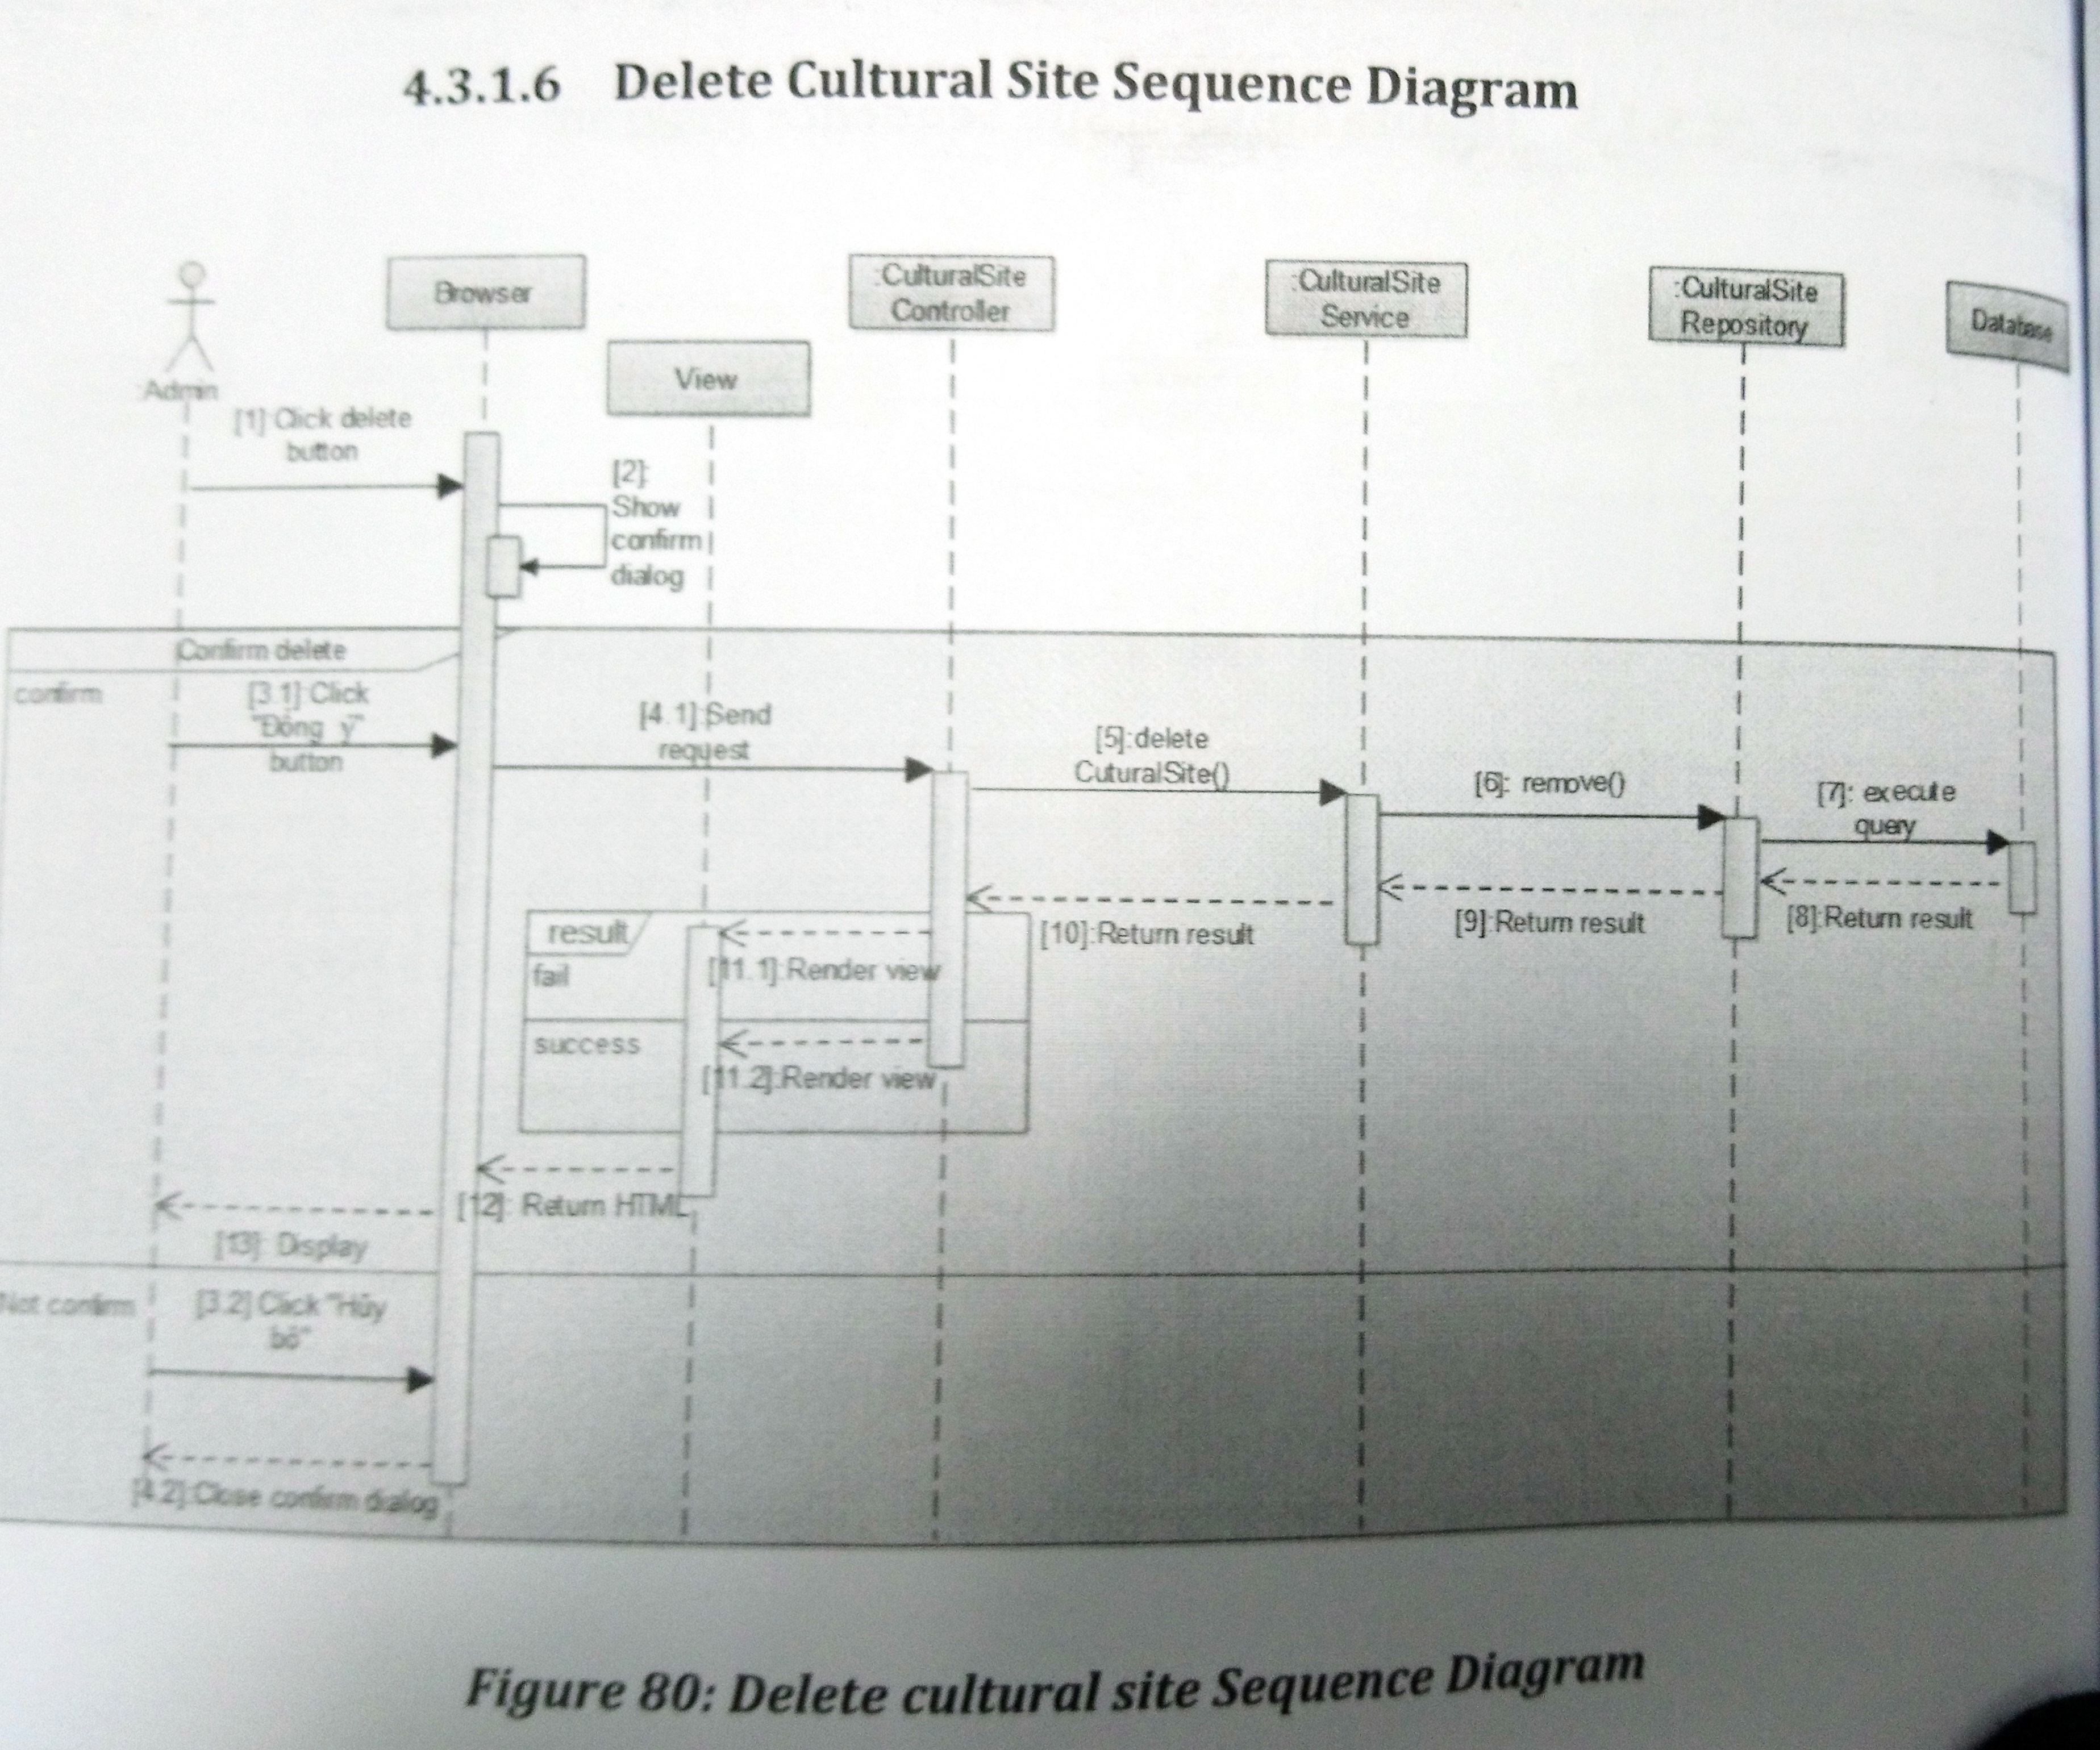 4.3.1.6 Delete Cultural Site Sequence Diagram
:Admin
Browser
View
:CulturalSite
Controller
:CulturalSite
Service
:CulturalSite
Repository
Database
[1]:Click delete
button
[2]:
Show
confirm
dialog
Confirm delete
confirm
[3.1]:Click
"Đồng ý"
button
[4.1]:Send
request
[5]:delete
CuturalSite()
[6]: remove()
[7]: execute
query
[8]:Return result
[9]:Return result
[10]:Return result
result
fail
[11.1]:Render view
success
[11.2]:Render view
[12]: Return HTML
[13]: Display
Not confirm
[3.2]:Click "Hủy
bỏ"
[4.2]:Close confirm dialog
Figure 80: Delete cultural site Sequence Diagram